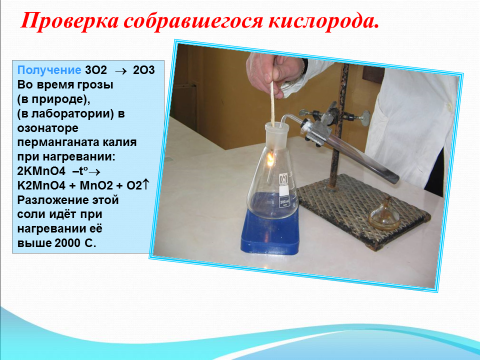 Проверка собравшегося кислорода.
Получение 3O2 → 2O3
Во время грозы
(в природе),
(в лаборатории) в
озонаторе
перманганата калия
при нагревании:
2KMnO4 –t°→
K2MnO4 + MnO2 + O2↑
Разложение этой
соли идёт при
нагревании её
выше 2000 С.